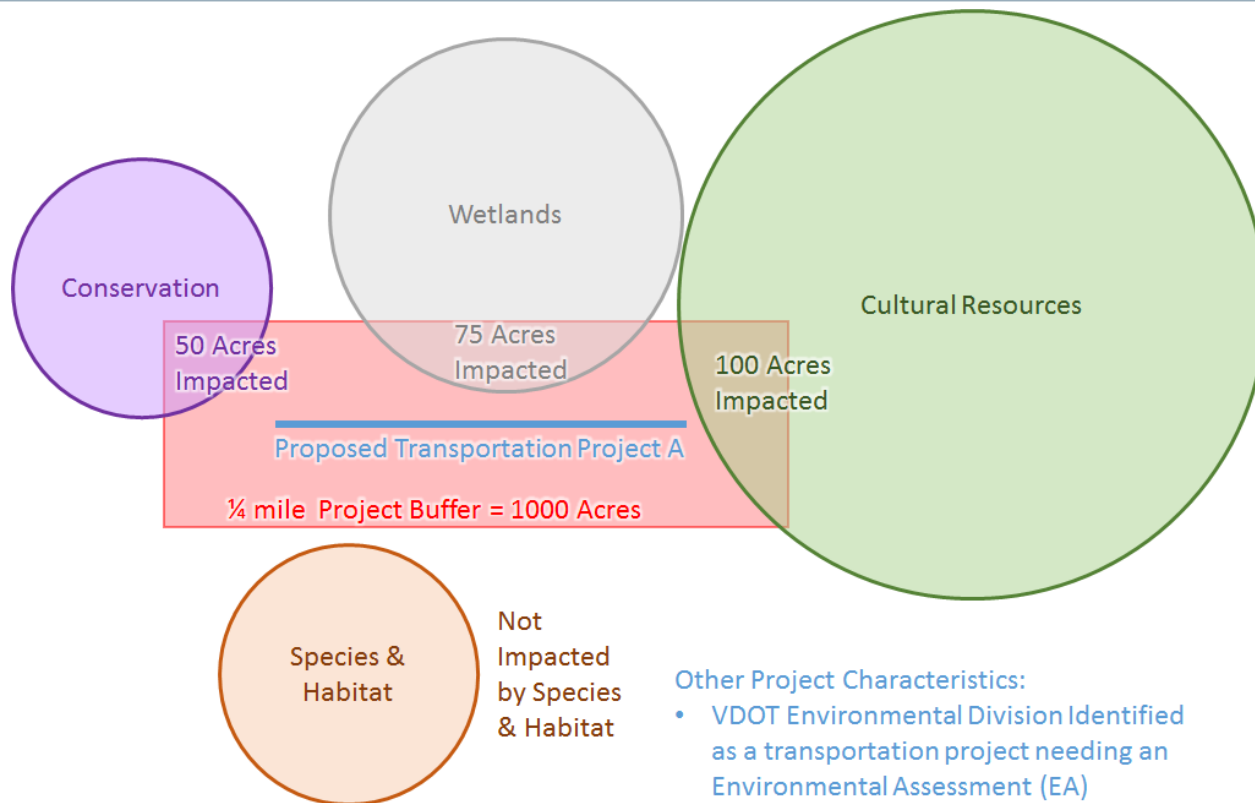 Wetlands
Conservation
Cultural Resources
50 Acres
Impacted
75 Acres
Impacted
100 Acres
Impacted
Proposed Transportation Project A
¼ mile Project Buffer = 1000 Acres
Species &
Habitat
Not
Impacted
by Species
& Habitat
Other Project Characteristics:
• VDOT Environmental Division Identified
as a transportation project needing an
Environmental Assessment (EA)